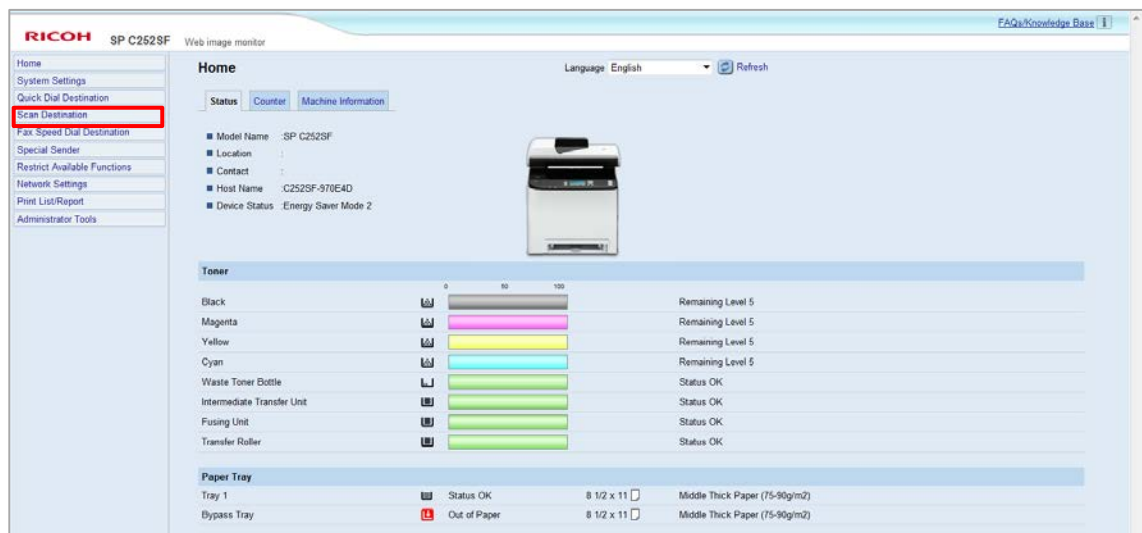 FAQs/Knowledge Base
RICOH SP C252SF Web image monitor
Home
System Settings
Quick Dial Destination
Scan Destination
Fax Speed Dial Destination
Special Sender
Restrict Available Functions
Network Settings
Print List/Report
Administrator Tools
Home Language English Refresh
Status Counter Machine Information
Model Name :SP C252SF
Location :
Contact :
Host Name :C252SF-970E4D
Device Status :Energy Saver Mode 2
Toner
0 50 100
Black Remaining Level 5
Magenta Remaining Level 5
Yellow Remaining Level 5
Cyan Remaining Level 5
Waste Toner Bottle Status OK
Intermediate Transfer Unit Status OK
Fusing Unit Status OK
Transfer Roller Status OK
Paper Tray
Tray 1 Status OK 8 1/2 x 11 Middle Thick Paper (75-90g/m2)
Bypass Tray Out of Paper 8 1/2 x 11 Middle Thick Paper (75-90g/m2)